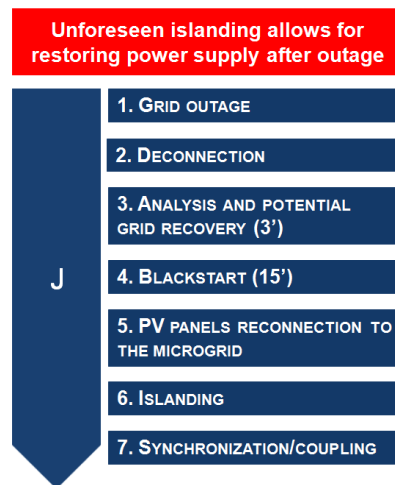 Unforeseen islanding allows for
restoring power supply after outage
J
1. GRID OUTAGE
2. DECONNECTION
3. ANALYSIS AND POTENTIAL
GRID RECOVERY (3’)
4. BLACKSTART (15’)
5. PV PANELS RECONNECTION TO
THE MICROGRID
6. ISLANDING
7. SYNCHRONIZATION/COUPLING